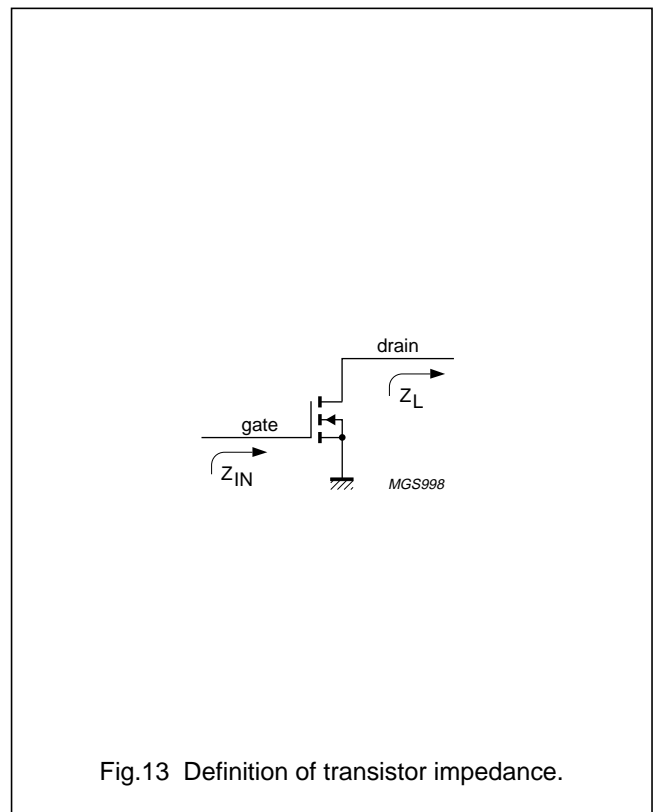 drain
Z_L
gate
Z_IN
MGS998
Fig.13 Definition of transistor impedance.